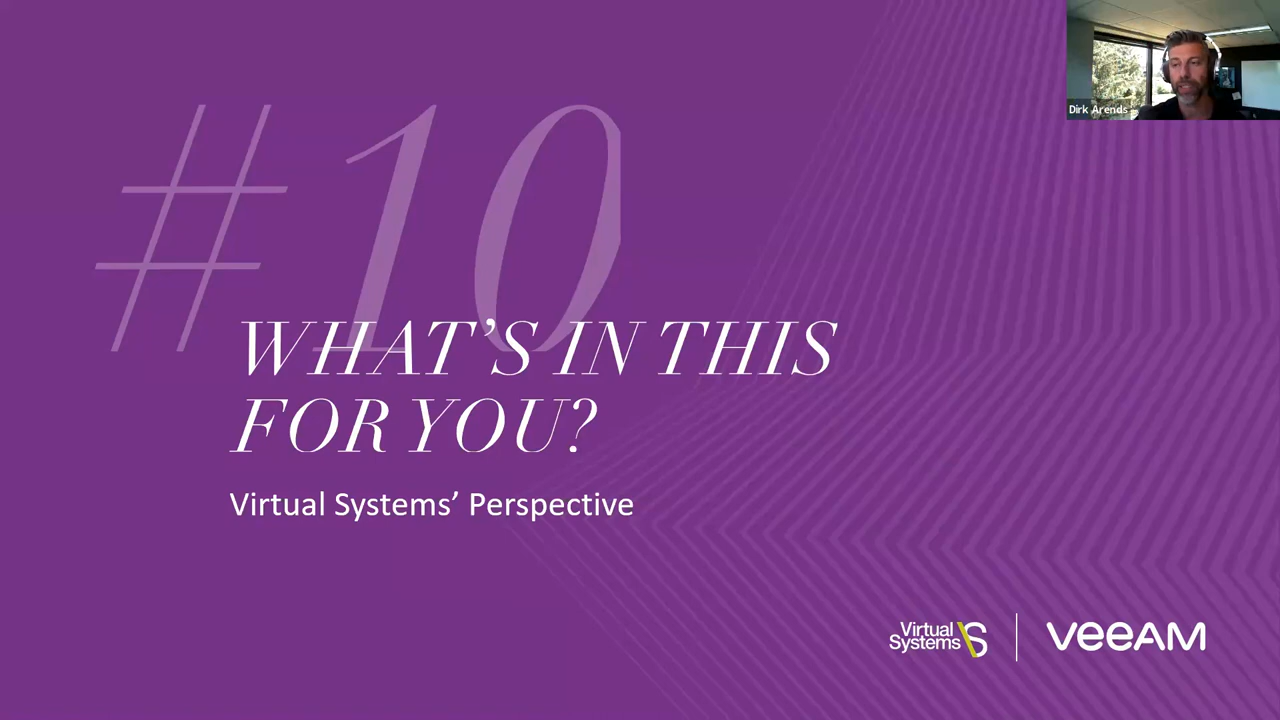 Dirk Arends
#10
WHAT'S IN THIS
FOR YOU?
Virtual Systems' Perspective
Virtual
Systems
VEEAM